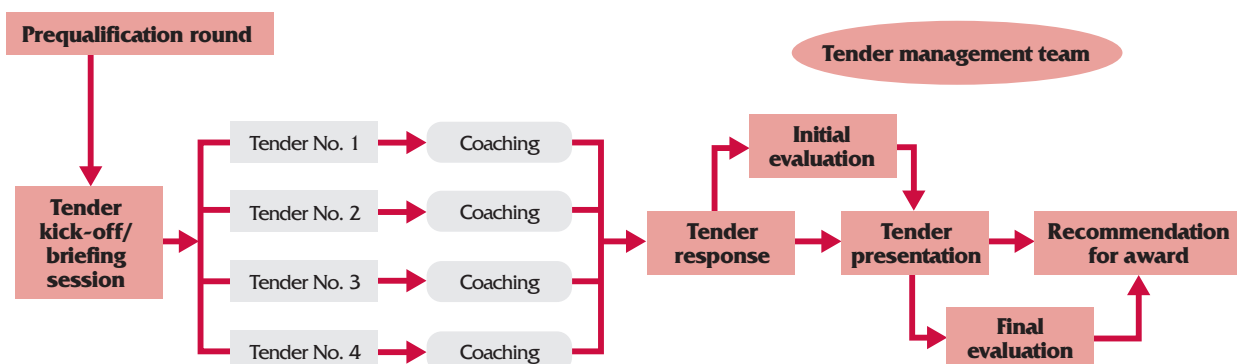 Prequalification round
Tender management team
Tender No. 1
Coaching
Initial
evaluation
Tender
kick-off/
briefing
session
Tender No. 2
Coaching
Tender
response
Tender
presentation
Recommendation
for award
Tender No. 3
Coaching
Tender No. 4
Coaching
Final
evaluation